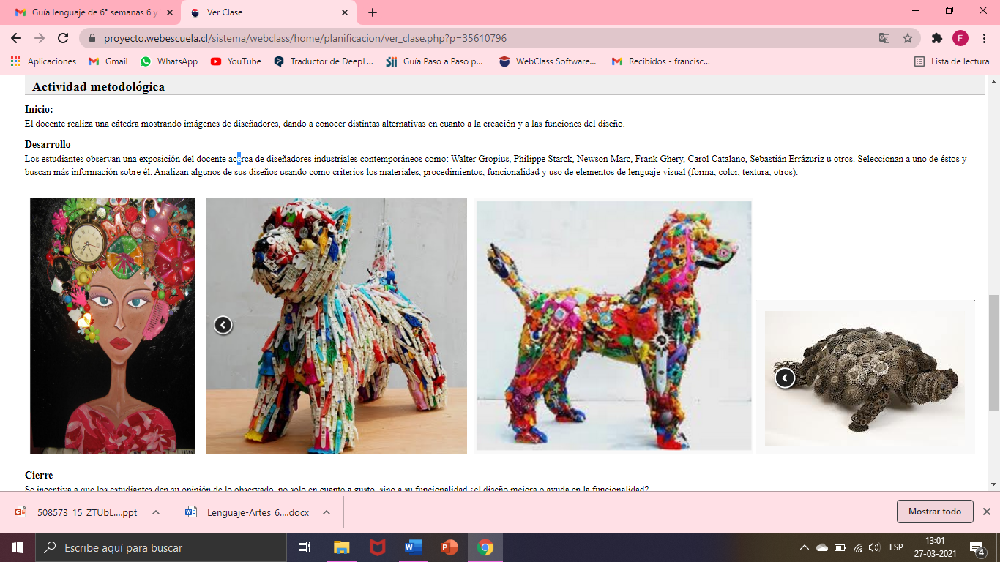 Guía lenguaje de 6° semanas 6 y
Ver Clase
proyecto.webescuela.cl/sistema/webclass/home/planificacion/ver_clase.php?p=35610796
F
Aplicaciones
Gmail
WhatsApp
YouTube
Traductor de DeepL...
Guía Paso a Paso p...
WebClass Software...
Recibidos - francisc...
Lista de lectura
Actividad metodológica
Inicio:
El docente realiza una cátedra mostrando imágenes de diseñadores, dando a conocer distintas alternativas en cuanto a la creación y a las funciones del diseño.
Desarrollo
Los estudiantes observan una exposición del docente acerca de diseñadores industriales contemporáneos como: Walter Gropius, Philippe Starck, Newson Marc, Frank Ghery, Carol Catalano, Sebastián Errázuriz u otros. Seleccionan a uno de éstos y
buscan más información sobre él. Analizan algunos de sus diseños usando como criterios los materiales, procedimientos, funcionalidad y uso de elementos de lenguaje visual (forma, color, textura, otros).
Cierre
Se incentiva a que los estudiantes den su opinión de lo observado, no solo en cuanto a gusto, sino a su funcionalidad ¿el diseño mejora o ayuda en la funcionalidad?
508573_15_ZTUbL....ppt
Lenguaje-Artes_6....docx
Mostrar todo
Escribe aquí para buscar
ESP
13:01
27-03-2021
4